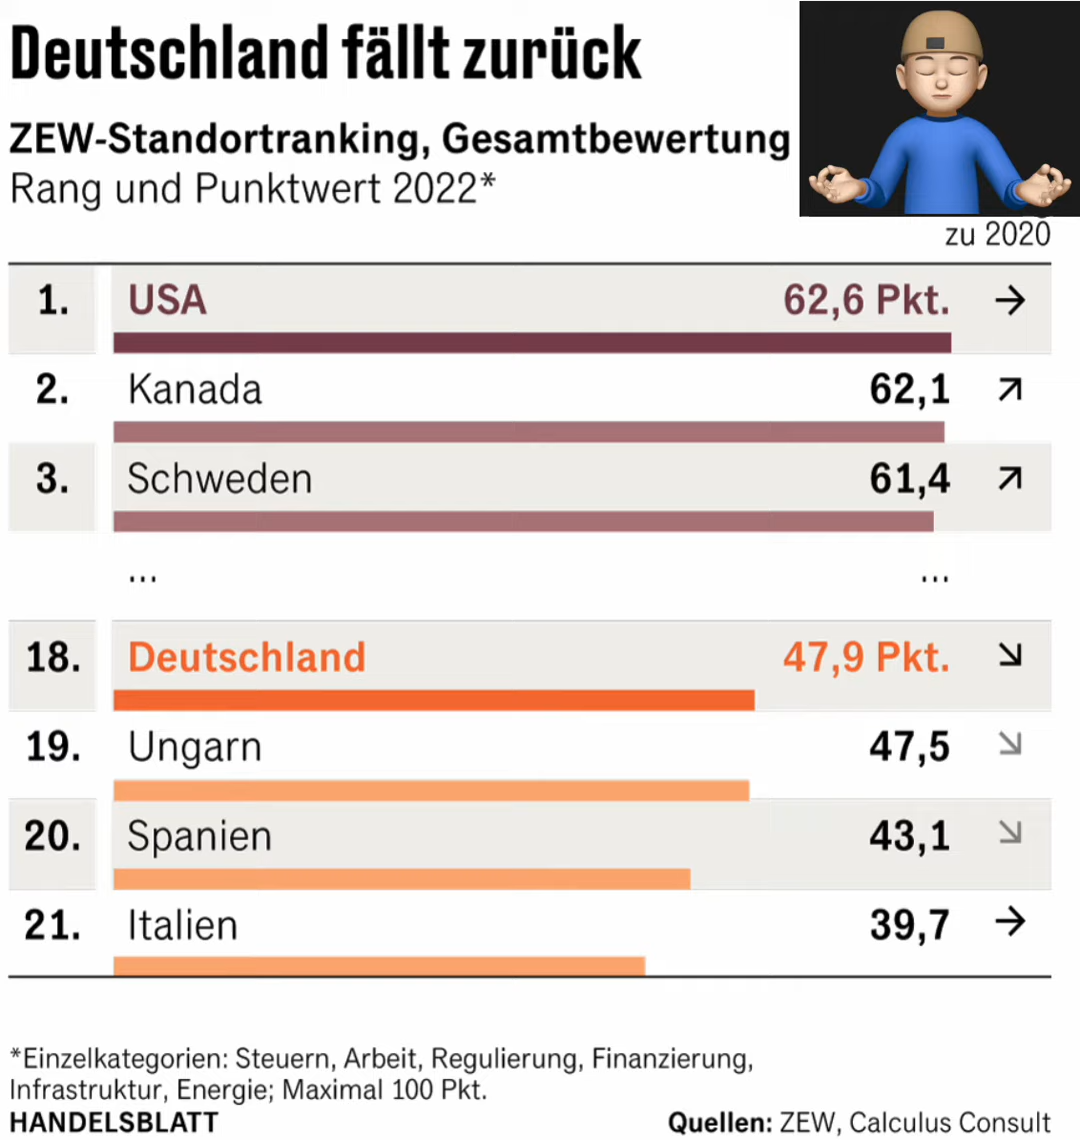 Deutschland fällt zurück
ZEW-Standortranking, Gesamtbewertung
Rang und Punktwert 2022*
zu 2020
1. USA 62,6 Pkt. →
2. Kanada 62,1 ↗
3. Schweden 61,4 ↗
... ...
18. Deutschland 47,9 Pkt. ↘
19. Ungarn 47,5 ↘
20. Spanien 43,1 ↘
21. Italien 39,7 →
*Einzelkategorien: Steuern, Arbeit, Regulierung, Finanzierung,
Infrastruktur, Energie; Maximal 100 Pkt.
HANDELSBLATT Quellen: ZEW, Calculus Consult